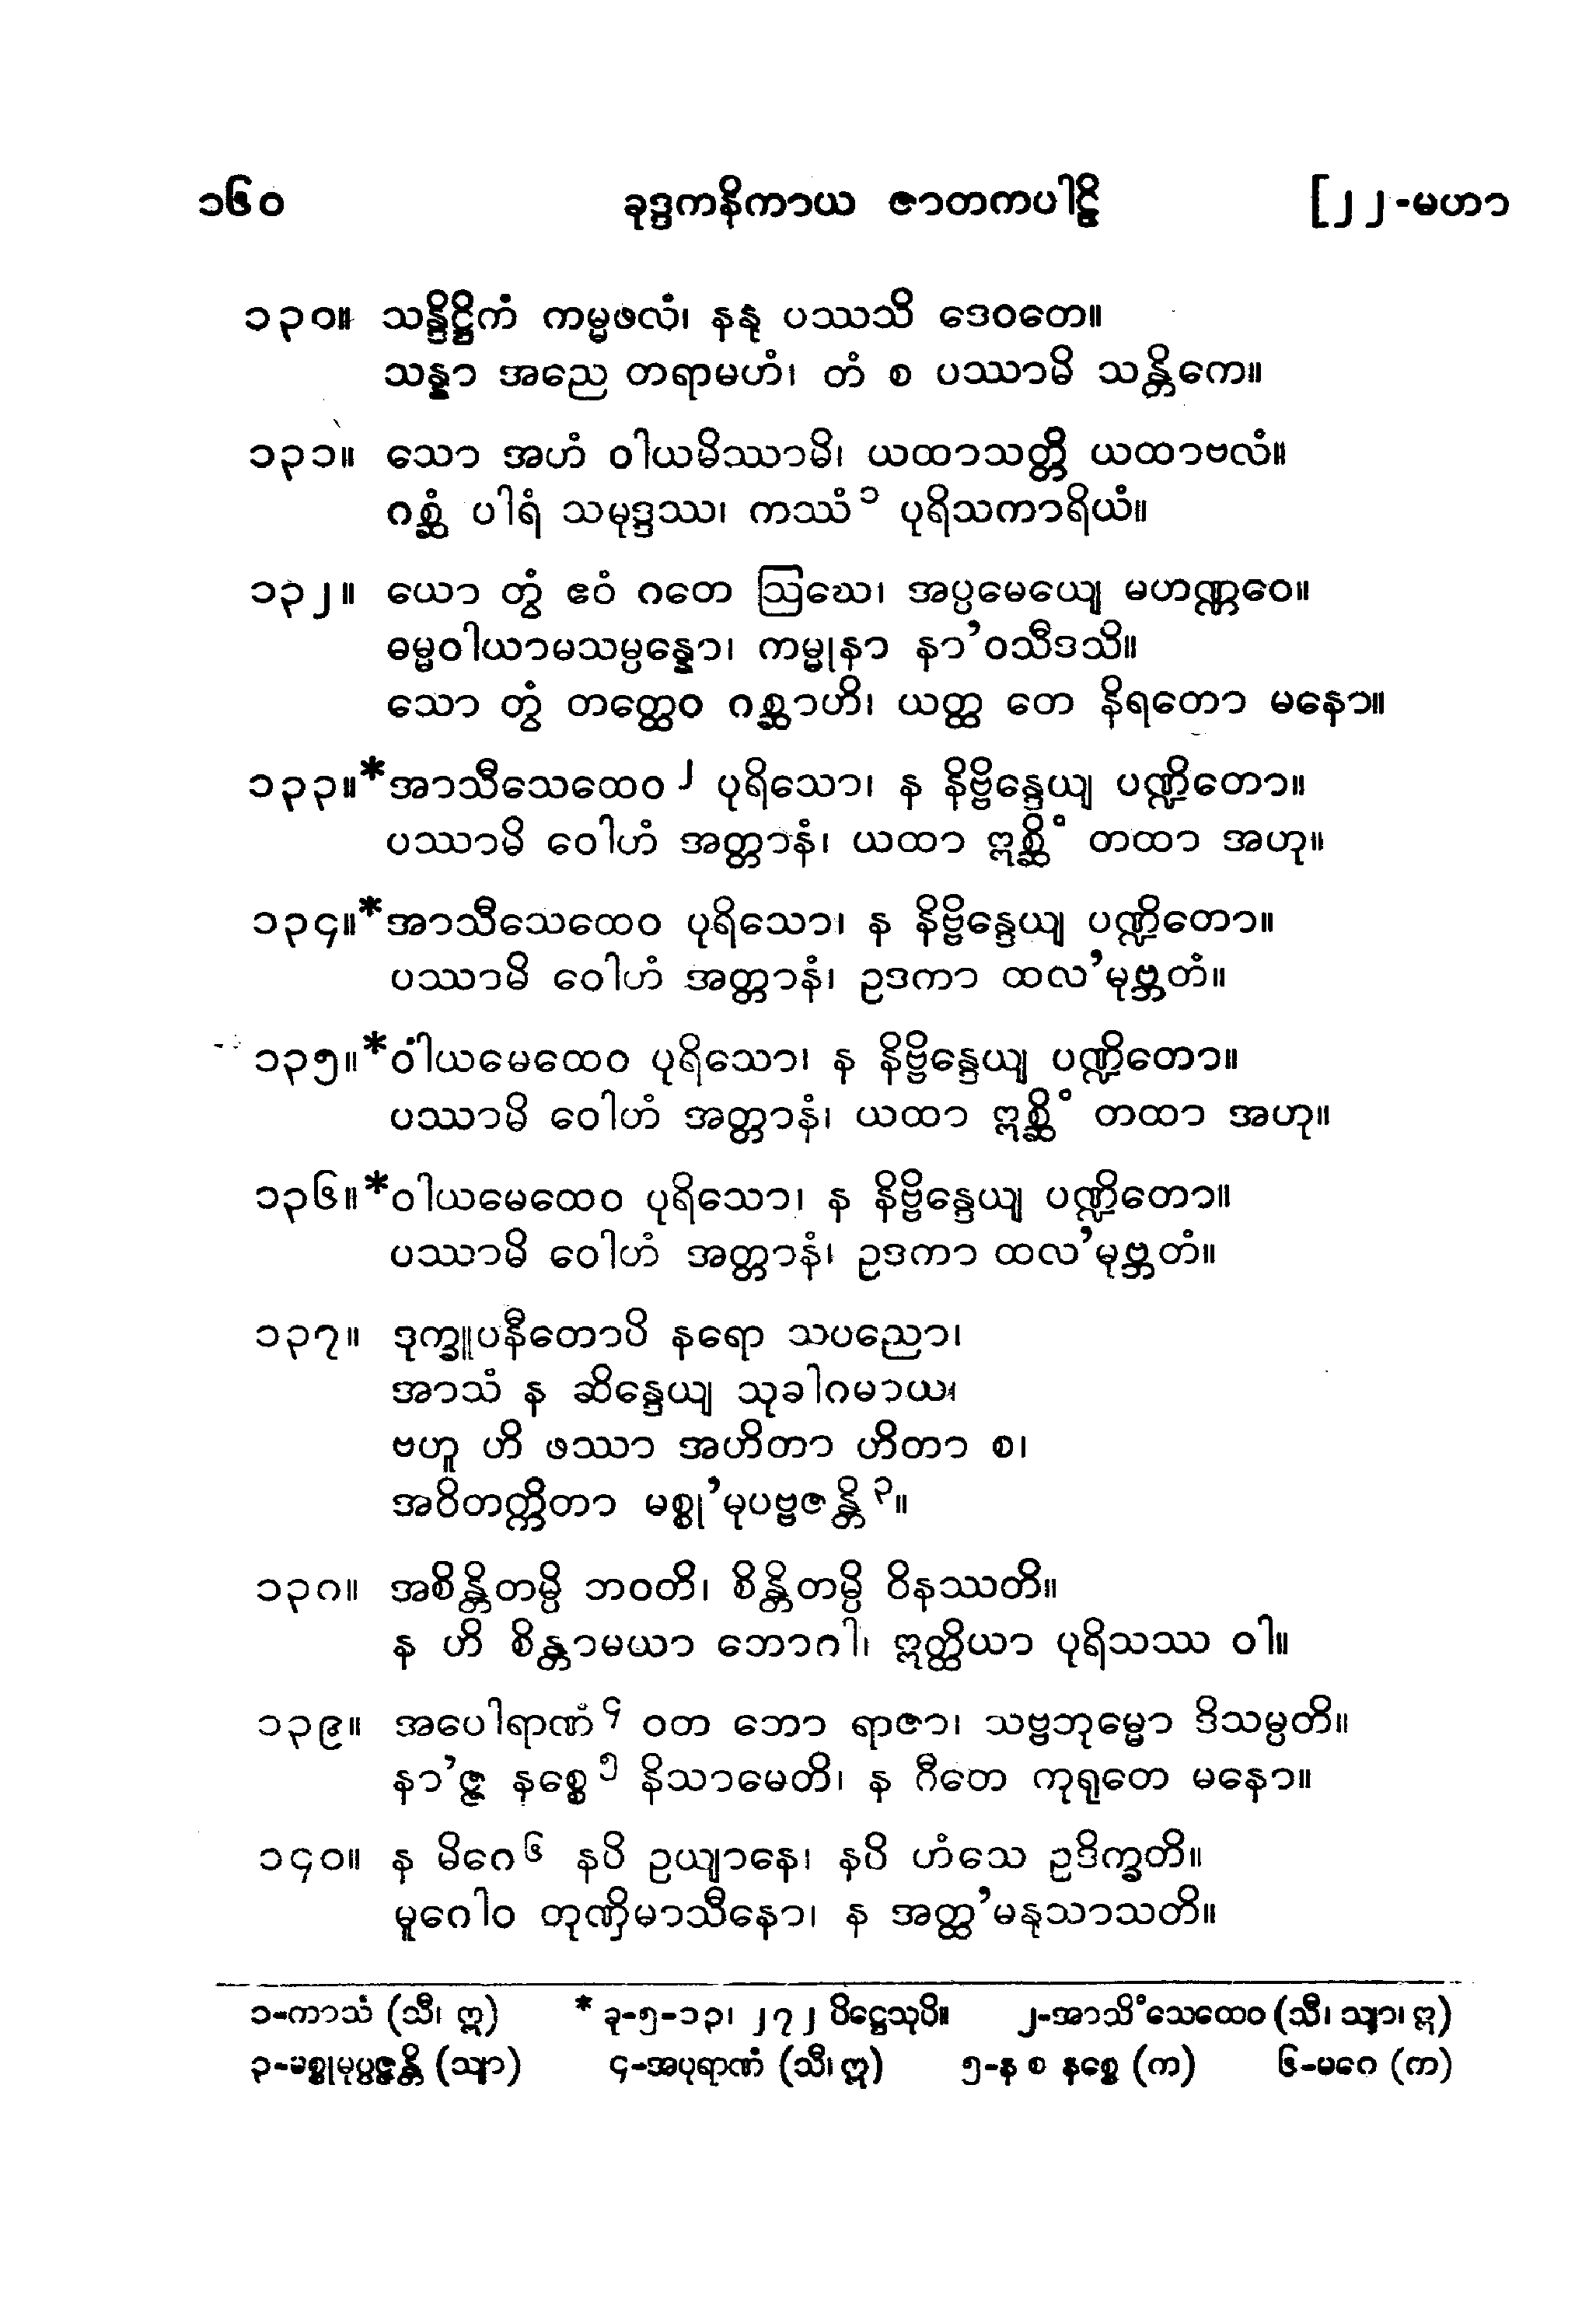 ၁၆၀ ခုဒ္ဒကနိကာယ ဇာတကပါဠိ [၂၂-မဟာ
၁၃၀။ သန္ဒိဋ္ဌိကံ ကမ္မဖလံ၊ နနု ပဿသိ ဒေဝတေ။
သန္နာ အညေ တရာမဟံ၊ တံ စ ပဿာမိ သန္တိကေ။
၁၃၁။ သော အဟံ ဝါယမိဿာမိ၊ ယထာသတ္တိ ယထာဗလံ။
ဂစ္ဆံ ပါရံ သမုဒ္ဒဿ၊ ကဿံ၁ ပုရိသကာရိယံ။
၁၃၂။ ယော တွံ ဧဝံ ဂတေ ဩဃေ၊ အပ္ပမေယျေ မဟဏ္ဏဝေ။
ဓမ္မဝါယာမသမ္ပန္နော၊ ကမ္မုနာ နာ’ဝသီဒသိ။
သော တွံ တတ္ထေဝ ဂစ္ဆာဟိ၊ ယတ္ထ တေ နိရတော မနော။
၁၃၃။*အာသီသေထေဝ၂ ပုရိသော၊ န နိဗ္ဗိန္ဒေယျ ပဏ္ဍိတော။
ပဿာမိ ဝေါဟံ အတ္တာနံ၊ ယထာ ဣစ္ဆိံ တထာ အဟု။
၁၃၄။*အာသီသေထေဝ ပုရိသော၊ န နိဗ္ဗိန္ဒေယျ ပဏ္ဍိတော။
ပဿာမိ ဝေါဟံ အတ္တာနံ၊ ဥဒကာ ထလ’မုဗ္ဘတံ။
၁၃၅။*ဝါယမေထေဝ ပုရိသော၊ န နိဗ္ဗိန္ဒေယျ ပဏ္ဍိတော။
ပဿာမိ ဝေါဟံ အတ္တာနံ၊ ယထာ ဣစ္ဆိံ တထာ အဟု။
၁၃၆။*ဝါယမေထေဝ ပုရိသော၊ န နိဗ္ဗိန္ဒေယျ ပဏ္ဍိတော။
ပဿာမိ ဝေါဟံ အတ္တာနံ၊ ဥဒကာ ထလ’မုဗ္ဘတံ။
၁၃၇။ ဒုက္ခူပနီတောပိ နရော သပညော၊
အာသံ န ဆိန္ဒေယျ သုခါဂမာယ၊
ဗဟူ ဟိ ဖဿာ အဟိတာ ဟိတာ စ၊
အဝိတက္ကိတာ မစ္စု’မုပဗ္ဗဇန္တိ၃။
၁၃၈။ အစိန္တိတမ္ပိ ဘဝတိ၊ စိန္တိတမ္ပိ ဝိနဿတိ။
န ဟိ စိန္တာမယာ ဘောဂါ၊ ဣတ္ထိယာ ပုရိသဿ ဝါ။
၁၃၉။ အပေါရာဏံ၄ ဝတ ဘော ရာဇာ၊ သဗ္ဗဘုမ္မော ဒိသမ္ပတိ။
နာ’ဇ္ဇ နစ္စေ၅ နိသာမေတိ၊ န ဂီတေ ကုရုတေ မနော။
၁၄၀။ န မိဂေ၆ နပိ ဥယျာနေ၊ နပိ ဟံသေ ဥဒိက္ခတိ။
မူဂေါဝ တုဏှိမာသီနော၊ န အတ္ထ’မနုသာသတိ။
၁-ကာသံ (သီ၊ ဣ) * ခု-၅-၁၃၊ ၂၇၂ ပိဋ္ဌေသုပိ။ ၂-အာသိံသေထေဝ (သီ၊ သျာ၊ ဣ)
၃-မစ္စုမုပ္ပဇ္ဇန္တိ (သျာ) ၄-အပုရာဏံ (သီ၊ ဣ) ၅-န စ နစ္စေ (က) ၆-မဂေ (က)